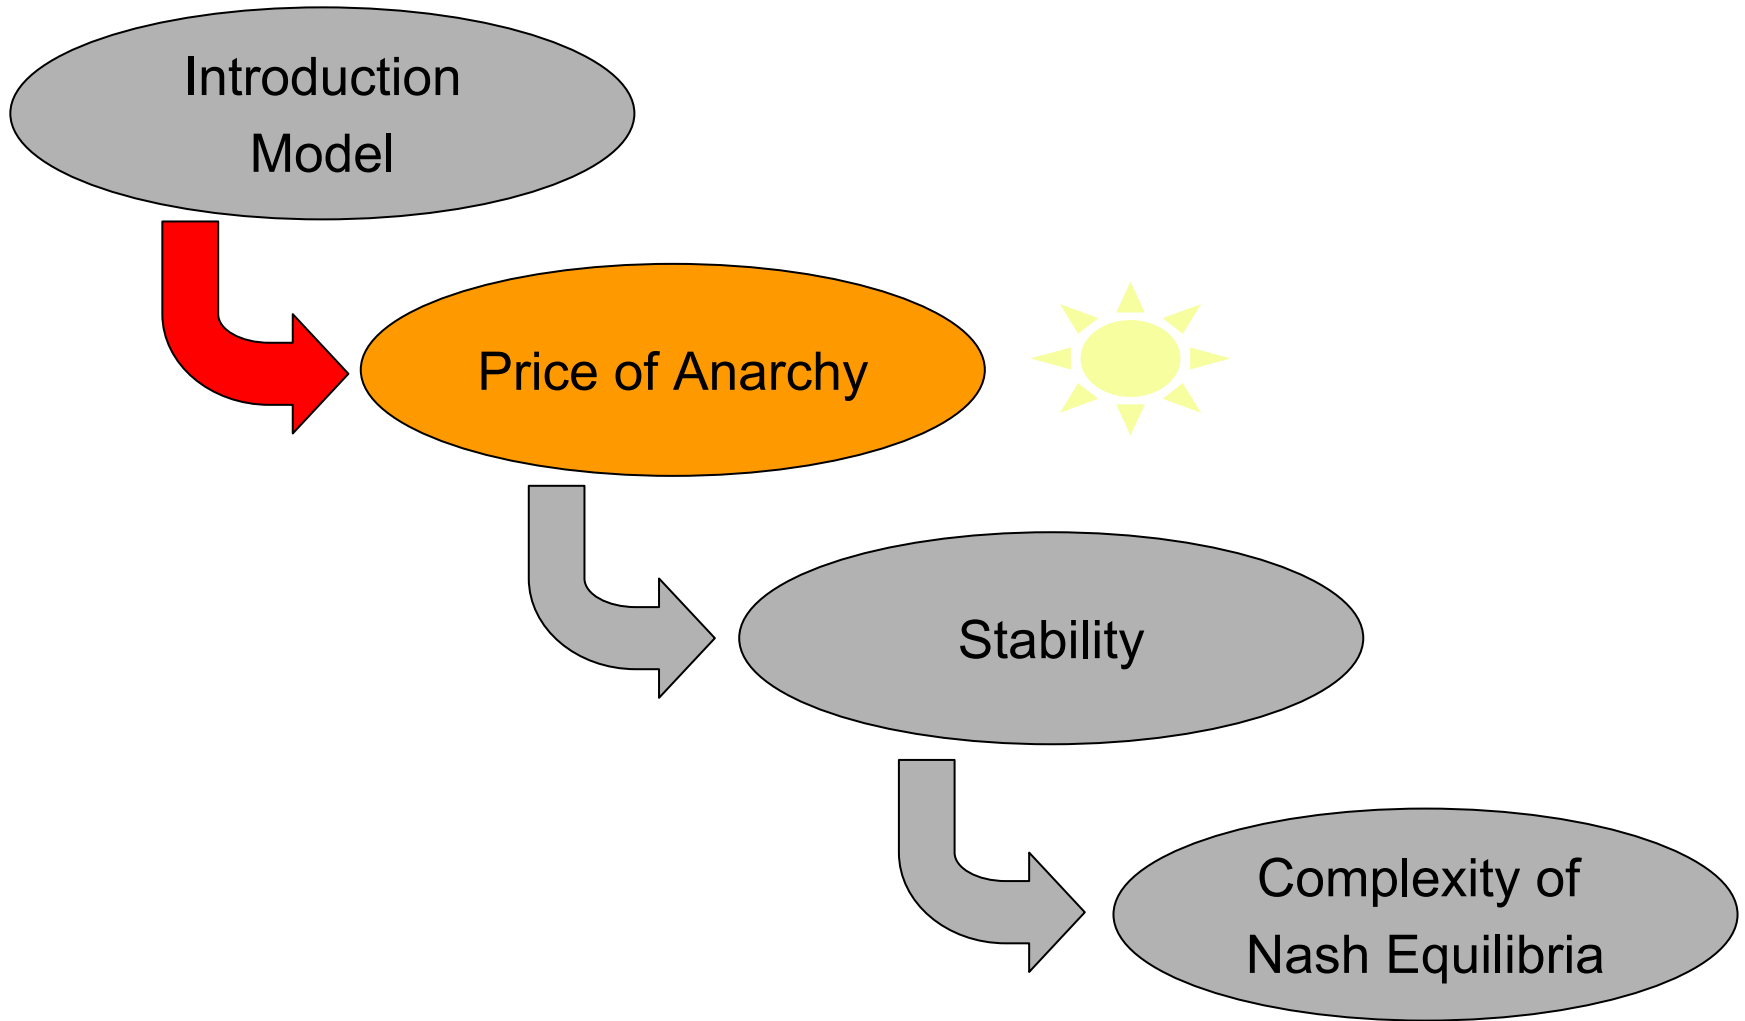 Introduction
Model
Price of Anarchy
Stability
Complexity of
Nash Equilibria